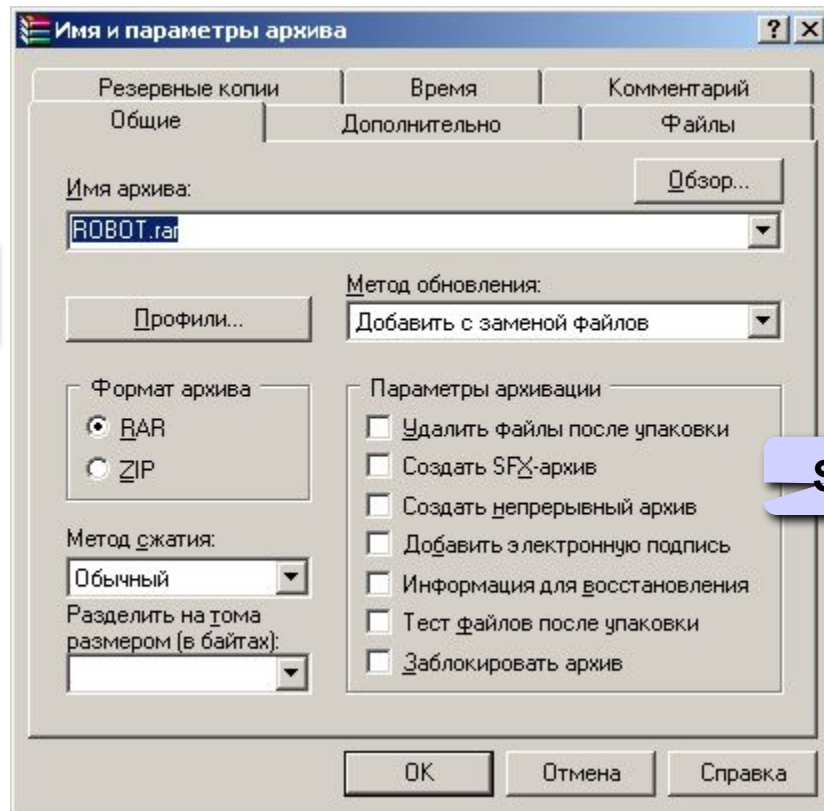 Имя и параметры архива
Резервные копии Время Комментарий
Общие Дополнительно Файлы
Имя архива:
Обзор...
ROBOT.rar
Профили...
Метод обновления:
Добавить с заменой файлов
Формат архива
RAR
ZIP
Метод сжатия:
Обычный
Разделить на тома
размером (в байтах):
Параметры архивации
Удалить файлы после упаковки
Создать SFX-архив
Создать непрерывный архив
Добавить электронную подпись
Информация для восстановления
Тест файлов после упаковки
Заблокировать архив
OK Отмена Справка